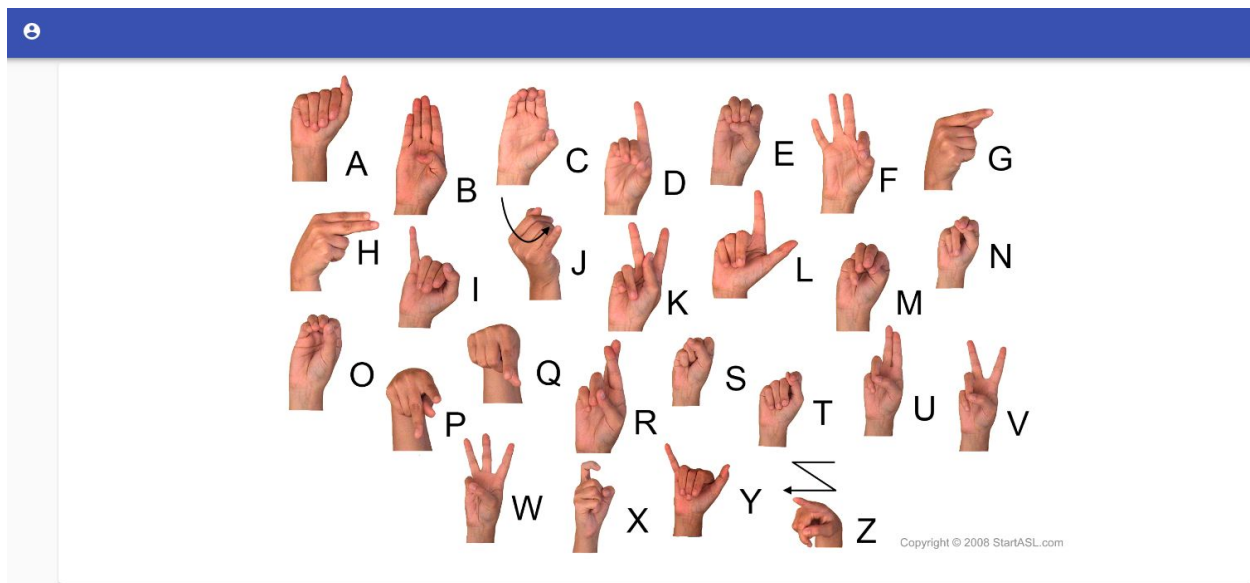 A B C D E F G
H I J K L M N
O P Q R S T U V
W X Y Z
Copyright © 2008 StartASL.com